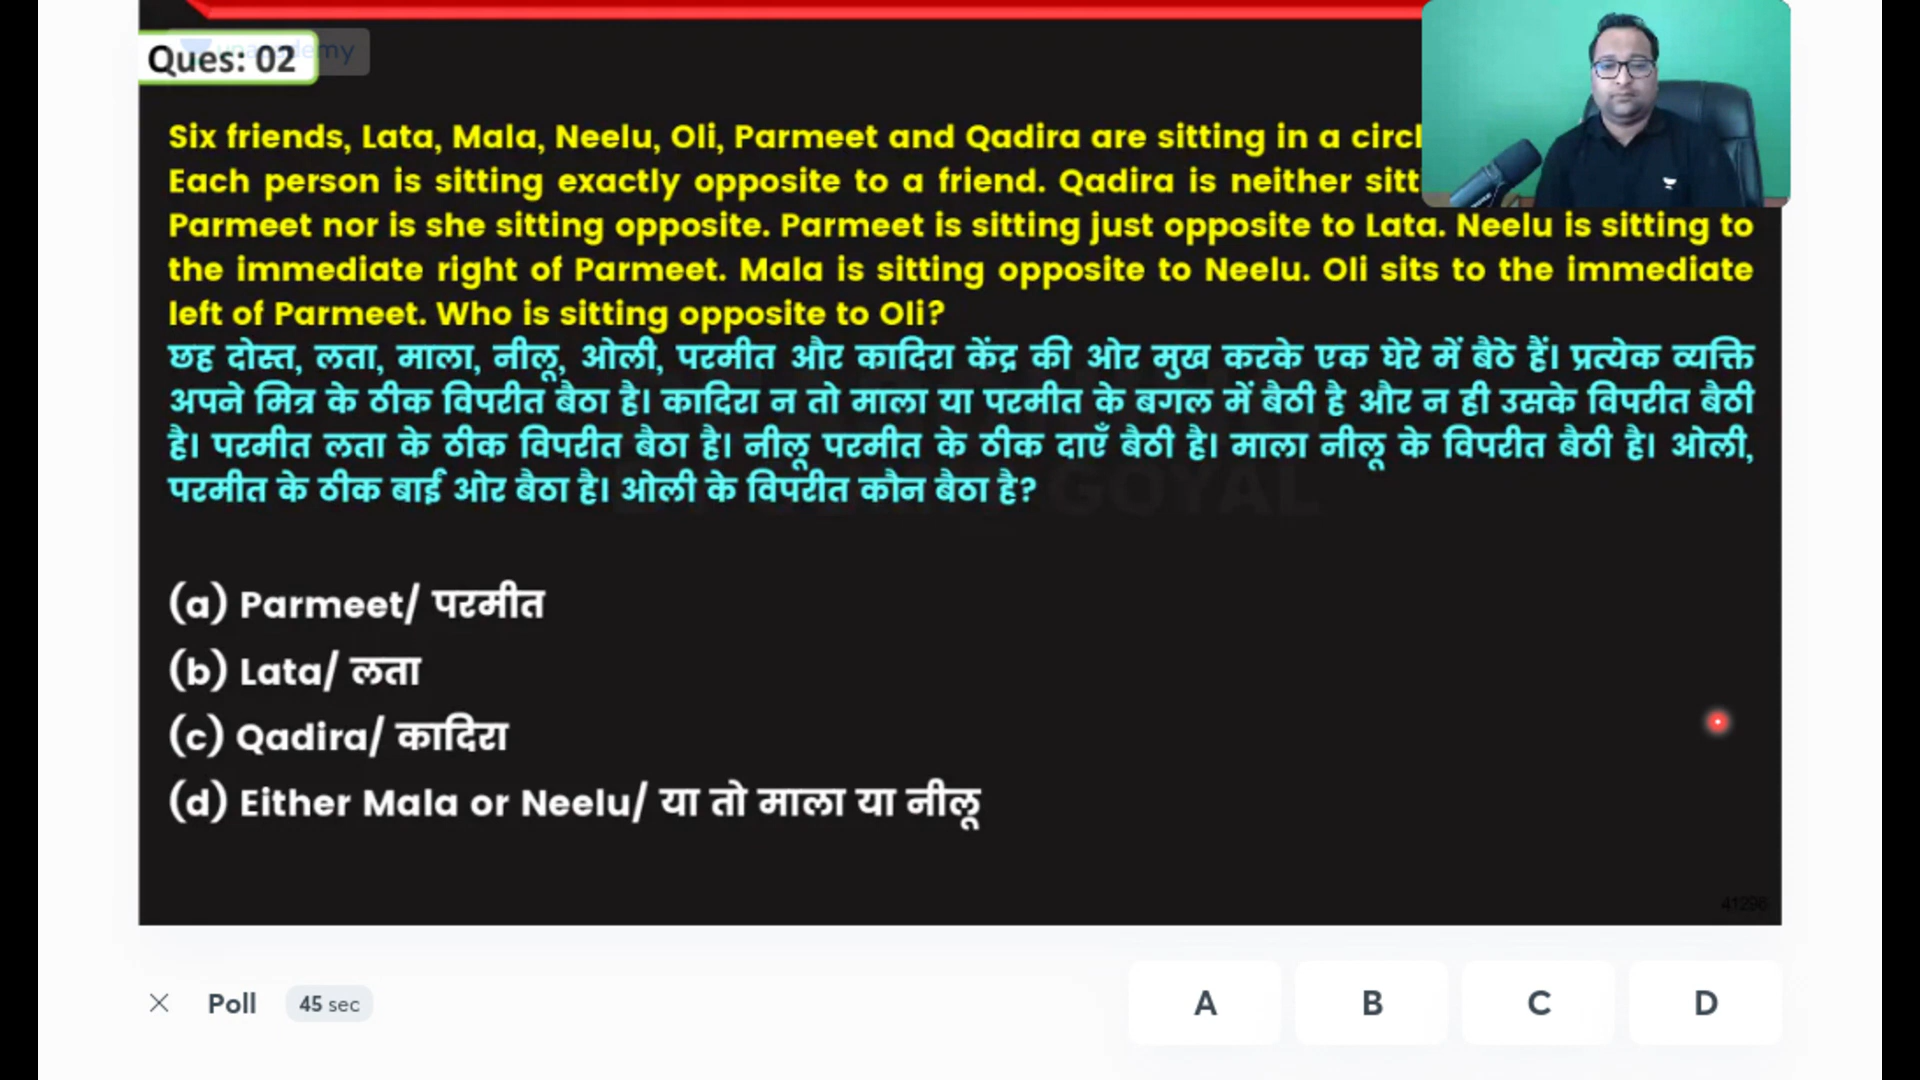 Ques: 02
Six friends, Lata, Mala, Neelu, Oli, Parmeet and Qadira are sitting in a
Each person is sitting exactly opposite to a friend. Qadira is neither
Parmeet nor is she sitting opposite. Parmeet is sitting just opposite to Lata. Neelu is sitting to
the immediate right of Parmeet. Mala is sitting opposite to Neelu. Oli sits to the immediate
left of Parmeet. Who is sitting opposite to Oli?
छह दोस्त, लता, माला, नीलू, ओली, परमीत और कादिरा केंद्र की ओर मुख करके एक घेरे में बैठे हैं। प्रत्येक व्यक्ति
अपने मित्र के ठीक विपरीत बैठा है। कादिरा न तो माला या परमीत के बगल में बैठी है और न ही उसके विपरीत बैठी
है। परमीत लता के ठीक विपरीत बैठा है। नीलू परमीत के ठीक दाएँ बैठी है। माला नीलू के विपरीत बैठी है। ओली,
परमीत के ठीक बाईं ओर बैठा है। ओली के विपरीत कौन बैठा है?
GOYAL
(a) Parmeet/ परमीत
(b) Lata/ लता
(c) Qadira/ कादिरा
(d) Either Mala or Neelu/ या तो माला या नीलू
41296
Poll 45 sec A B C D